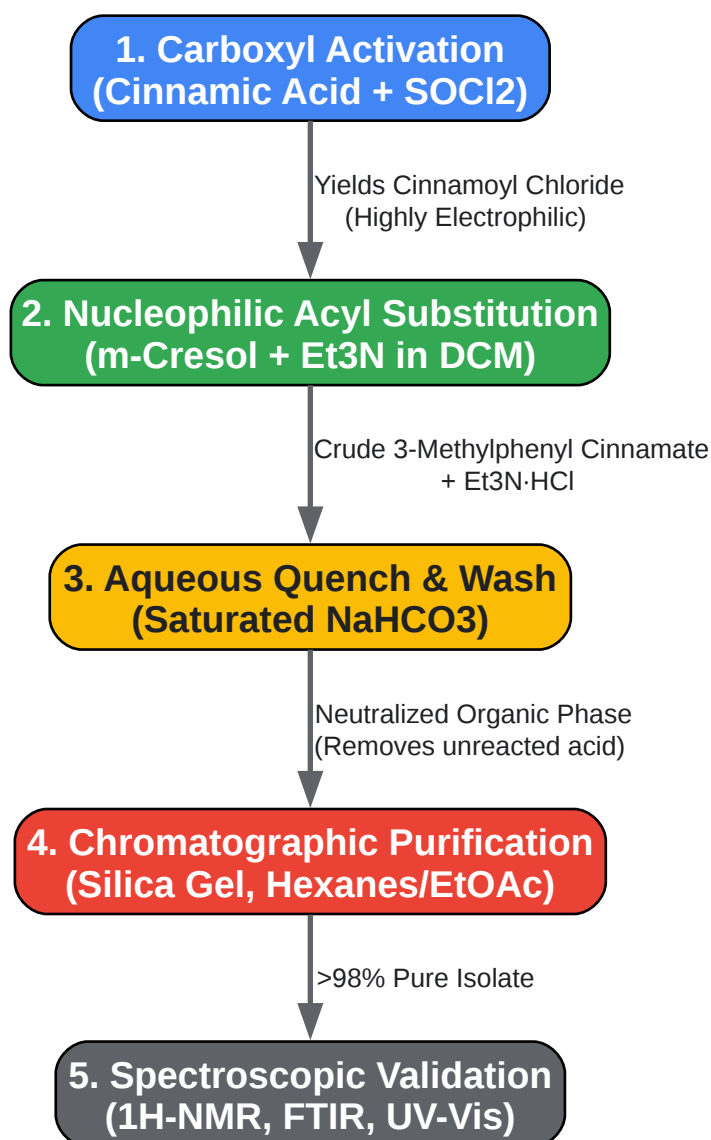 1. Carboxyl Activation
(Cinnamic Acid + SOCl2)
Yields Cinnamoyl Chloride
(Highly Electrophilic)
2. Nucleophilic Acyl Substitution
(m-Cresol + Et3N in DCM)
Crude 3-Methylphenyl Cinnamate
+ Et3N·HCl
3. Aqueous Quench & Wash
(Saturated NaHCO3)
Neutralized Organic Phase
(Removes unreacted acid)
4. Chromatographic Purification
(Silica Gel, Hexanes/EtOAc)
>98% Pure Isolate
5. Spectroscopic Validation
(1H-NMR, FTIR, UV-Vis)